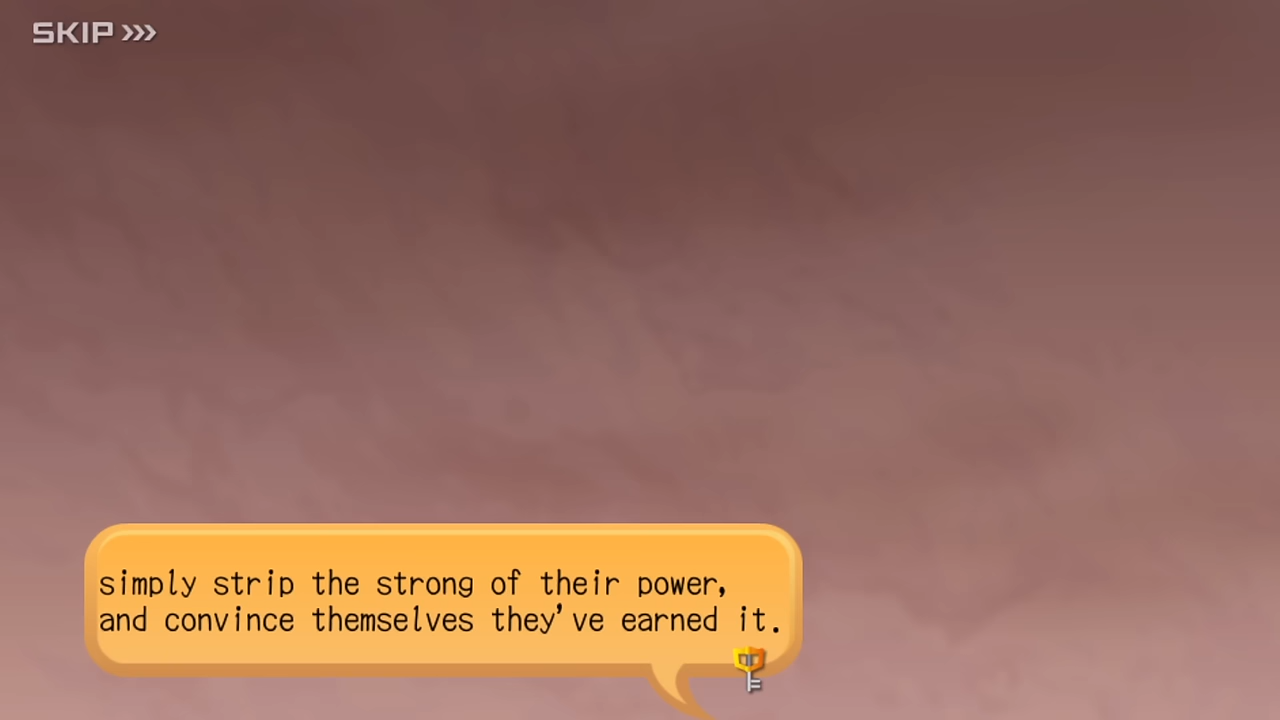 SKIP >>>
simply strip the strong of their power,
and convince themselves they've earned it.